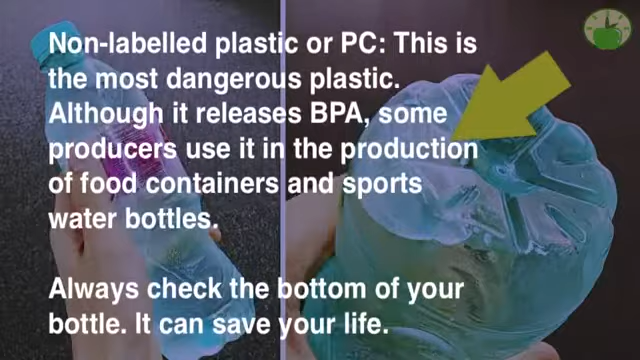 Non-labelled plastic or PC: This is
the most dangerous plastic.
Although it releases BPA, some
producers use it in the production
of food containers and sports
water bottles.
Always check the bottom of your
bottle. It can save your life.